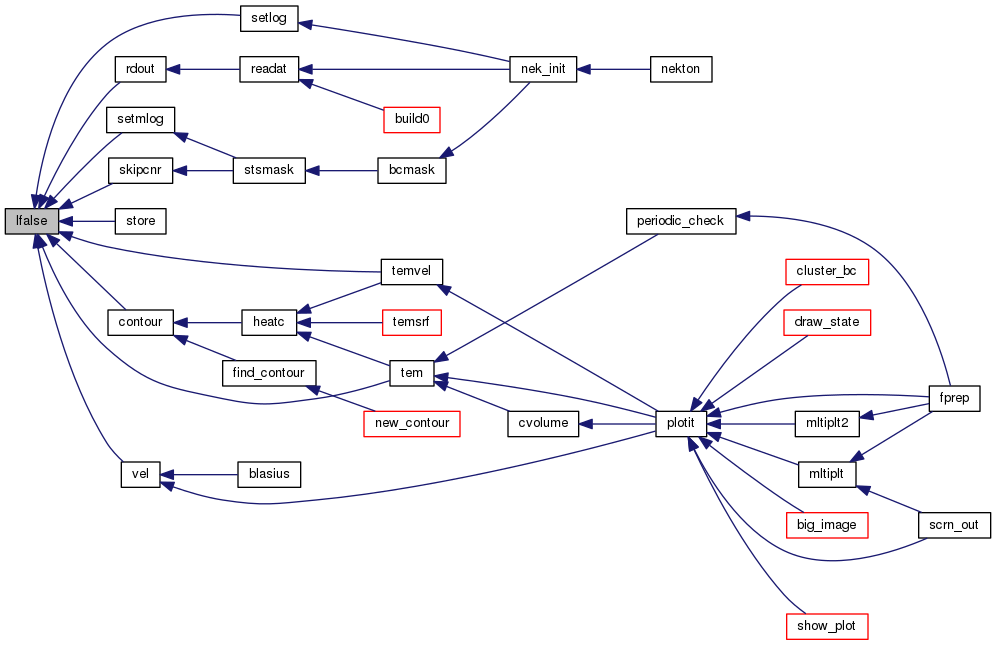 setlog
rdout
readat
nek_init
nekton
build0
setmlog
skipcnr
stsmask
bcmask
lfalse
store
periodic_check
temvel
cluster_bc
contour
heatc
temsrf
draw_state
find_contour
tem
fprep
new_contour
cvolume
plotit
mltiplt2
vel
blasius
mltiplt
big_image
scrn_out
show_plot